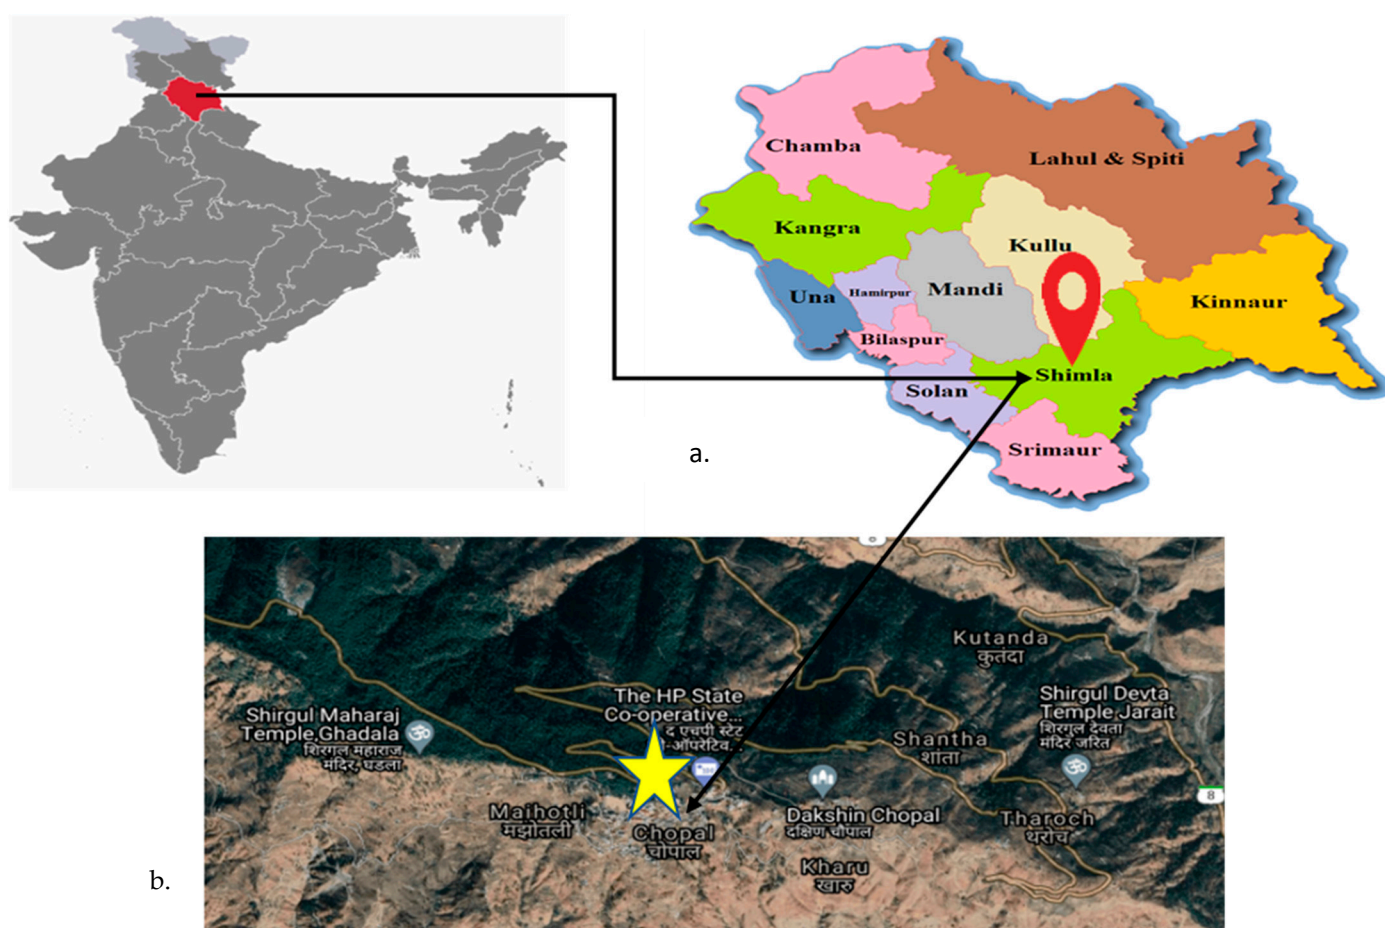 Chamba
Lahul & Spiti
Kangra
Kullu
Una
Hamirpur
Mandi
Kinnaur
Bilaspur
Shimla
Solan
Srimaur
a.
Kutanda
कुतंदा
The HP State
Co-operative...
द एचपी स्टेट
-ऑपरेटिव...
Shirgul Maharaj
Temple,Ghadala
शिरगुल महाराज
मंदिर, घडला
Shirgul Devta
Temple Jarait
शिरगुल देवता
मंदिर जरित
Shantha
शांता
8
Maihotli
मझोतली
Chopal
चोपाल
Dakshin Chopal
दक्षिण चोपाल
Tharoch
थरोच
Kharu
खारु
b.